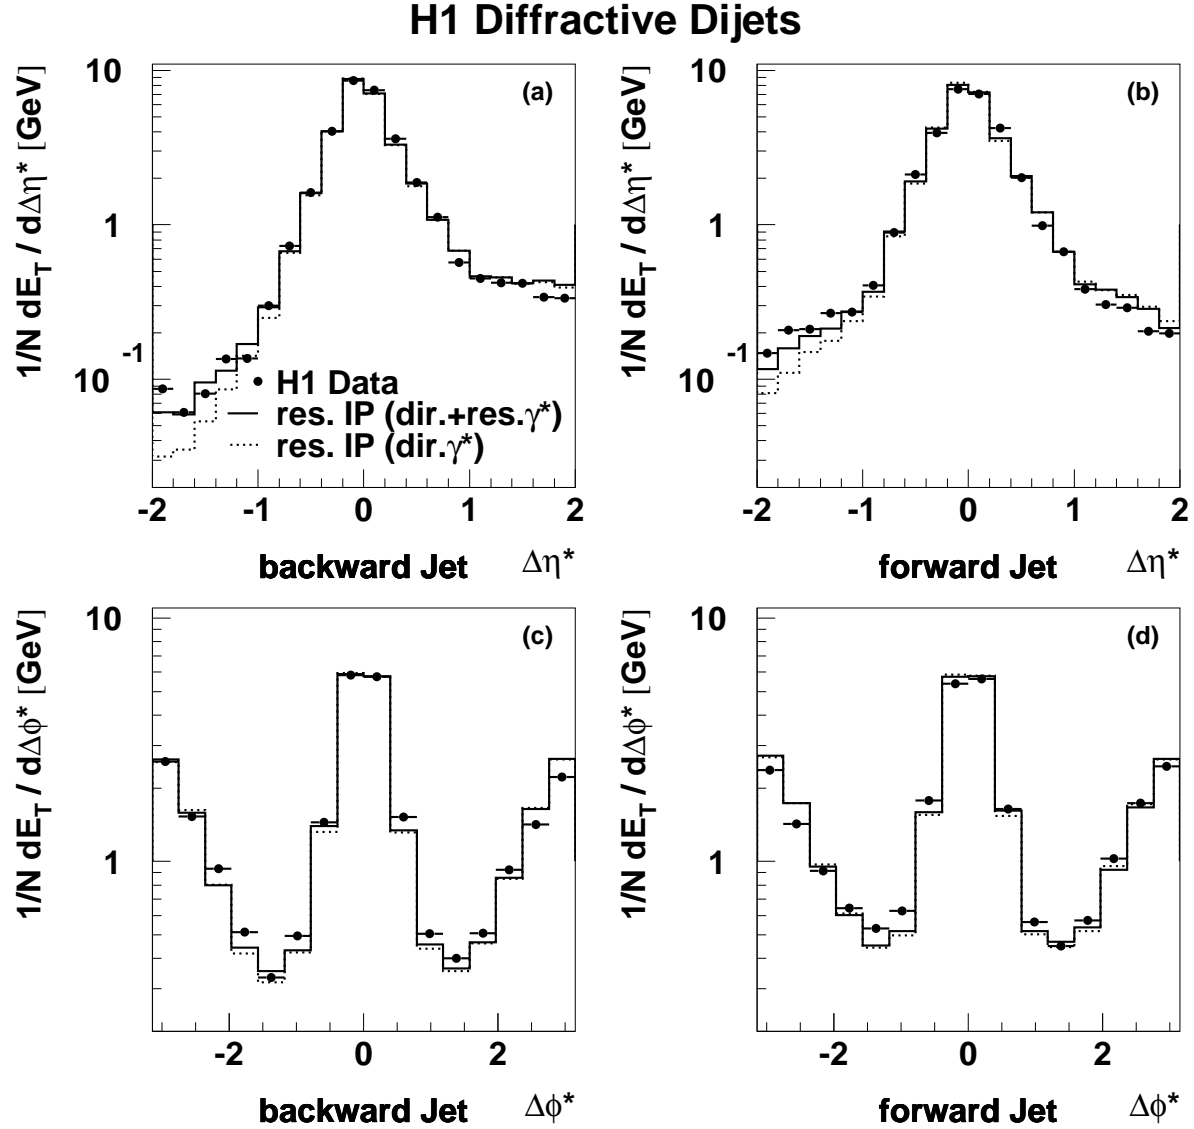 H1 Diffractive Dijets
1/N dE_T / dΔη* [GeV]
10
1
10
-1
(a)
H1 Data
res. IP (dir.+res.γ*)
res. IP (dir.γ*)
-2 -1 0 1 2
backward Jet Δη*
1/N dE_T / dΔη* [GeV]
10
1
10
-1
(b)
-2 -1 0 1 2
forward Jet Δη*
1/N dE_T / dΔϕ* [GeV]
10
1
(c)
-2 0 2
backward Jet Δϕ*
1/N dE_T / dΔϕ* [GeV]
10
1
(d)
-2 0 2
forward Jet Δϕ*